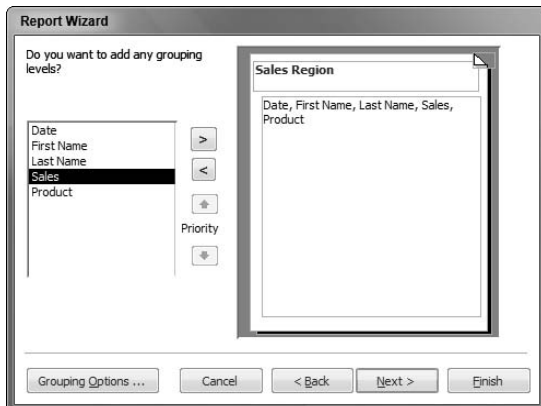 Report Wizard
Do you want to add any grouping
levels?
Date
First Name
Last Name
Sales
Product
>
<
Priority
Sales Region
Date, First Name, Last Name, Sales,
Product
Grouping Options ...
Cancel
< Back
Next >
Finish